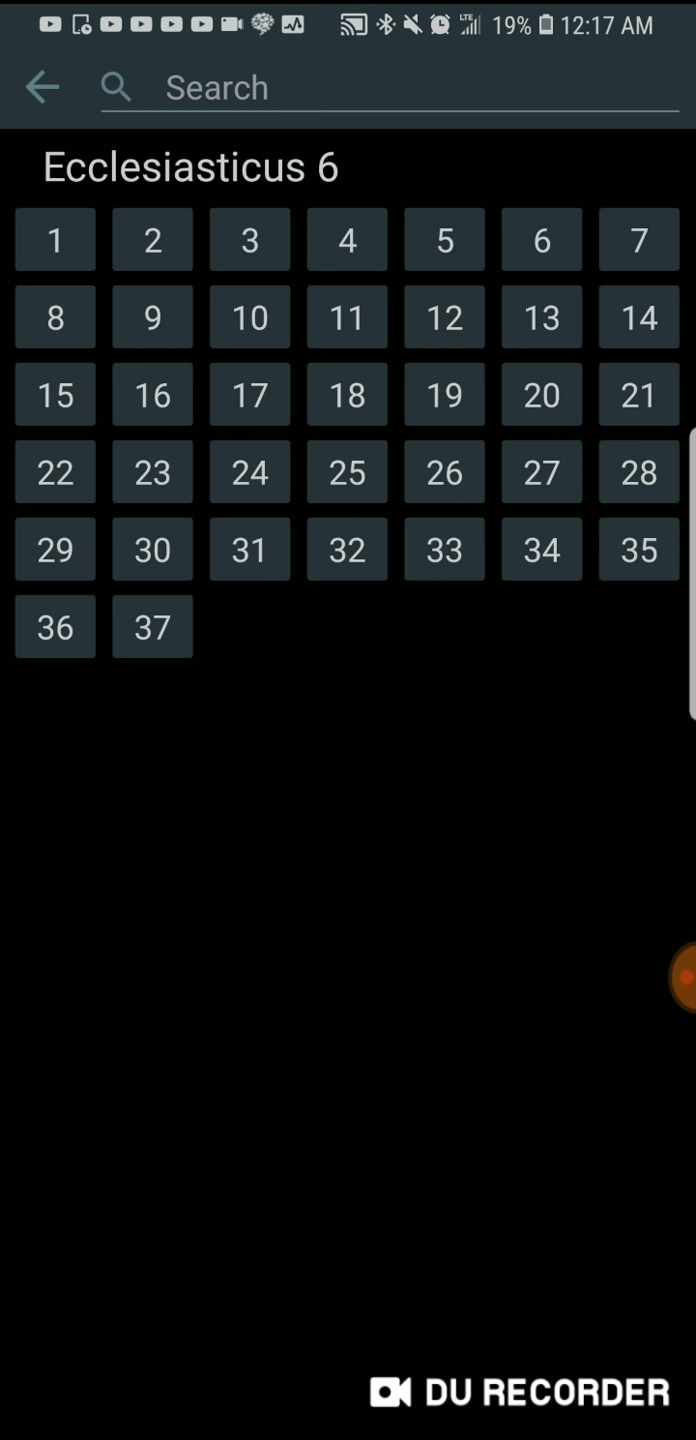 LTE 19% 12:17 AM
Search
Ecclesiasticus 6
1 2 3 4 5 6 7
8 9 10 11 12 13 14
15 16 17 18 19 20 21
22 23 24 25 26 27 28
29 30 31 32 33 34 35
36 37
DU RECORDER